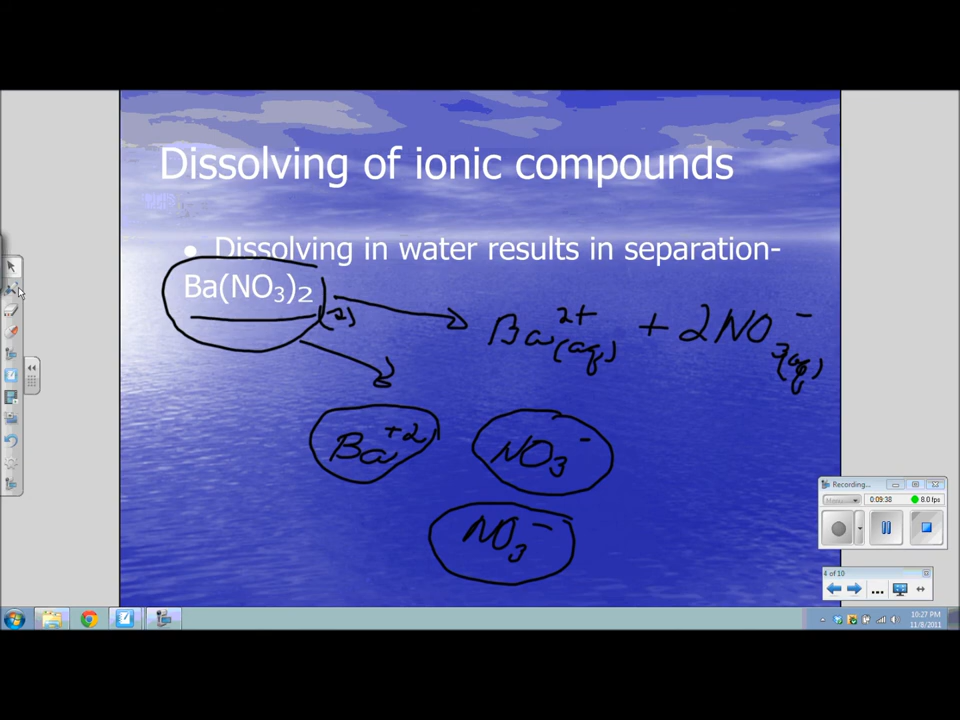 Dissolving of ionic compounds
● Dissolving in water results in separation-
Ba(NO₃)₂
Ba²⁺(aq) + 2NO₃⁻(aq)
Ba⁺² NO₃⁻
NO₃⁻
Recording...
Menu 0:09:38 8.0 fps
4 of 10
10:27 PM
11/8/2011